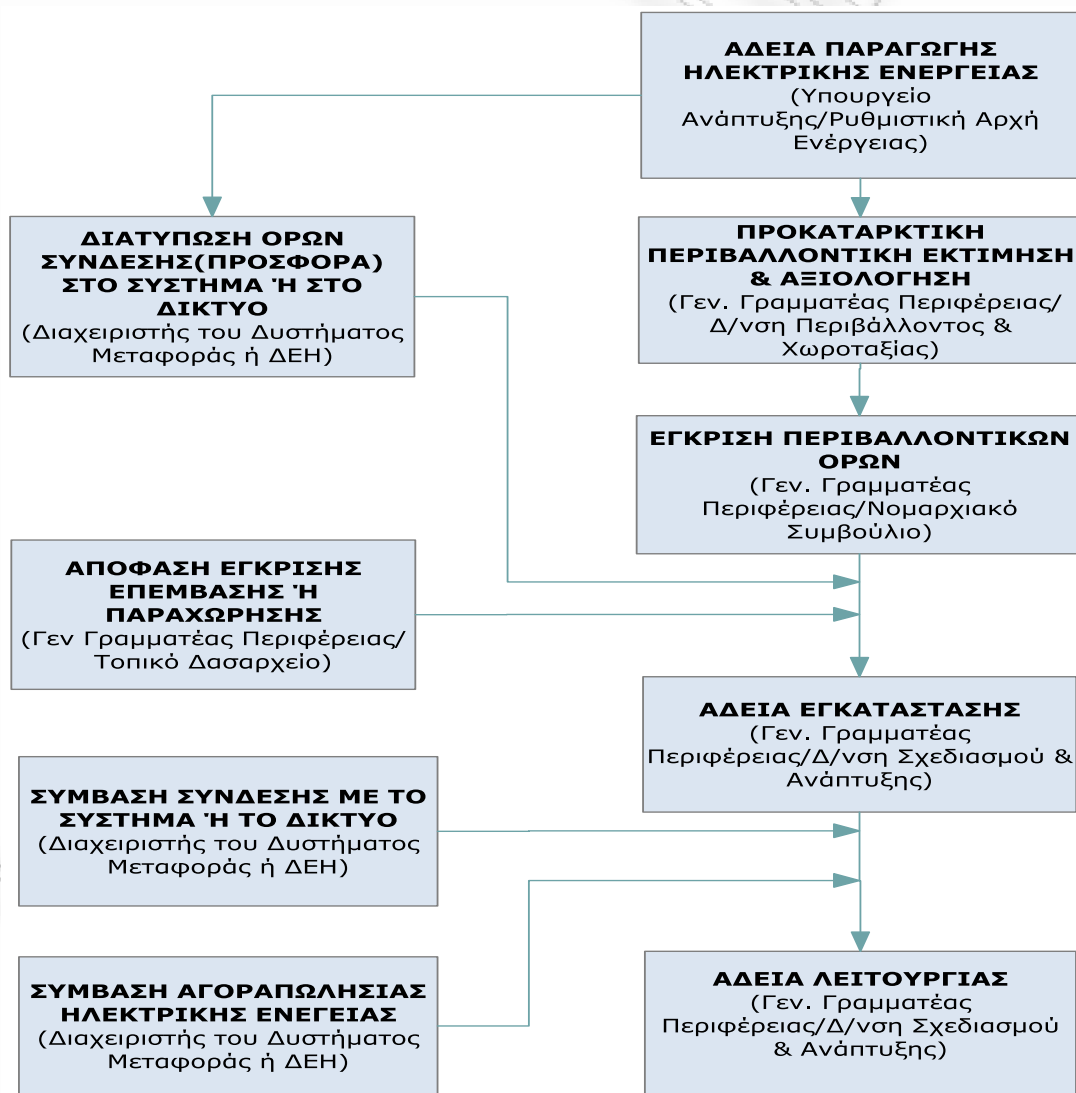 ΑΔΕΙΑ ΠΑΡΑΓΩΓΗΣ
ΗΛΕΚΤΡΙΚΗΣ ΕΝΕΡΓΕΙΑΣ
(Υπουργείο
Ανάπτυξης/Ρυθμιστική Αρχή
Ενέργειας)
ΔΙΑΤΥΠΩΣΗ ΟΡΩΝ
ΣΥΝΔΕΣΗΣ(ΠΡΟΣΦΟΡΑ)
ΣΤΟ ΣΥΣΤΗΜΑ Ή ΣΤΟ
ΔΙΚΤΥΟ
(Διαχειριστής του Δυστήματος
Μεταφοράς ή ΔΕΗ)
ΠΡΟΚΑΤΑΡΚΤΙΚΗ
ΠΕΡΙΒΑΛΛΟΝΤΙΚΗ ΕΚΤΙΜΗΣΗ
& ΑΞΙΟΛΟΓΗΣΗ
(Γεν. Γραμματέας Περιφέρειας/
Δ/νση Περιβάλλοντος &
Χωροταξίας)
ΕΓΚΡΙΣΗ ΠΕΡΙΒΑΛΛΟΝΤΙΚΩΝ
ΟΡΩΝ
(Γεν. Γραμματέας
Περιφέρειας/Νομαρχιακό
Συμβούλιο)
ΑΠΟΦΑΣΗ ΕΓΚΡΙΣΗΣ
ΕΠΕΜΒΑΣΗΣ Ή
ΠΑΡΑΧΩΡΗΣΗΣ
(Γεν Γραμματέας Περιφέρειας/
Τοπικό Δασαρχείο)
ΑΔΕΙΑ ΕΓΚΑΤΑΣΤΑΣΗΣ
(Γεν. Γραμματέας
Περιφέρειας/Δ/νση Σχεδιασμού &
Ανάπτυξης)
ΣΥΜΒΑΣΗ ΣΥΝΔΕΣΗΣ ΜΕ ΤΟ
ΣΥΣΤΗΜΑ Ή ΤΟ ΔΙΚΤΥΟ
(Διαχειριστής του Δυστήματος
Μεταφοράς ή ΔΕΗ)
ΣΥΜΒΑΣΗ ΑΓΟΡΑΠΩΛΗΣΙΑΣ
ΗΛΕΚΤΡΙΚΗΣ ΕΝΕΓΕΙΑΣ
(Διαχειριστής του Δυστήματος
Μεταφοράς ή ΔΕΗ)
ΑΔΕΙΑ ΛΕΙΤΟΥΡΓΙΑΣ
(Γεν. Γραμματέας
Περιφέρειας/Δ/νση Σχεδιασμού
& Ανάπτυξης)